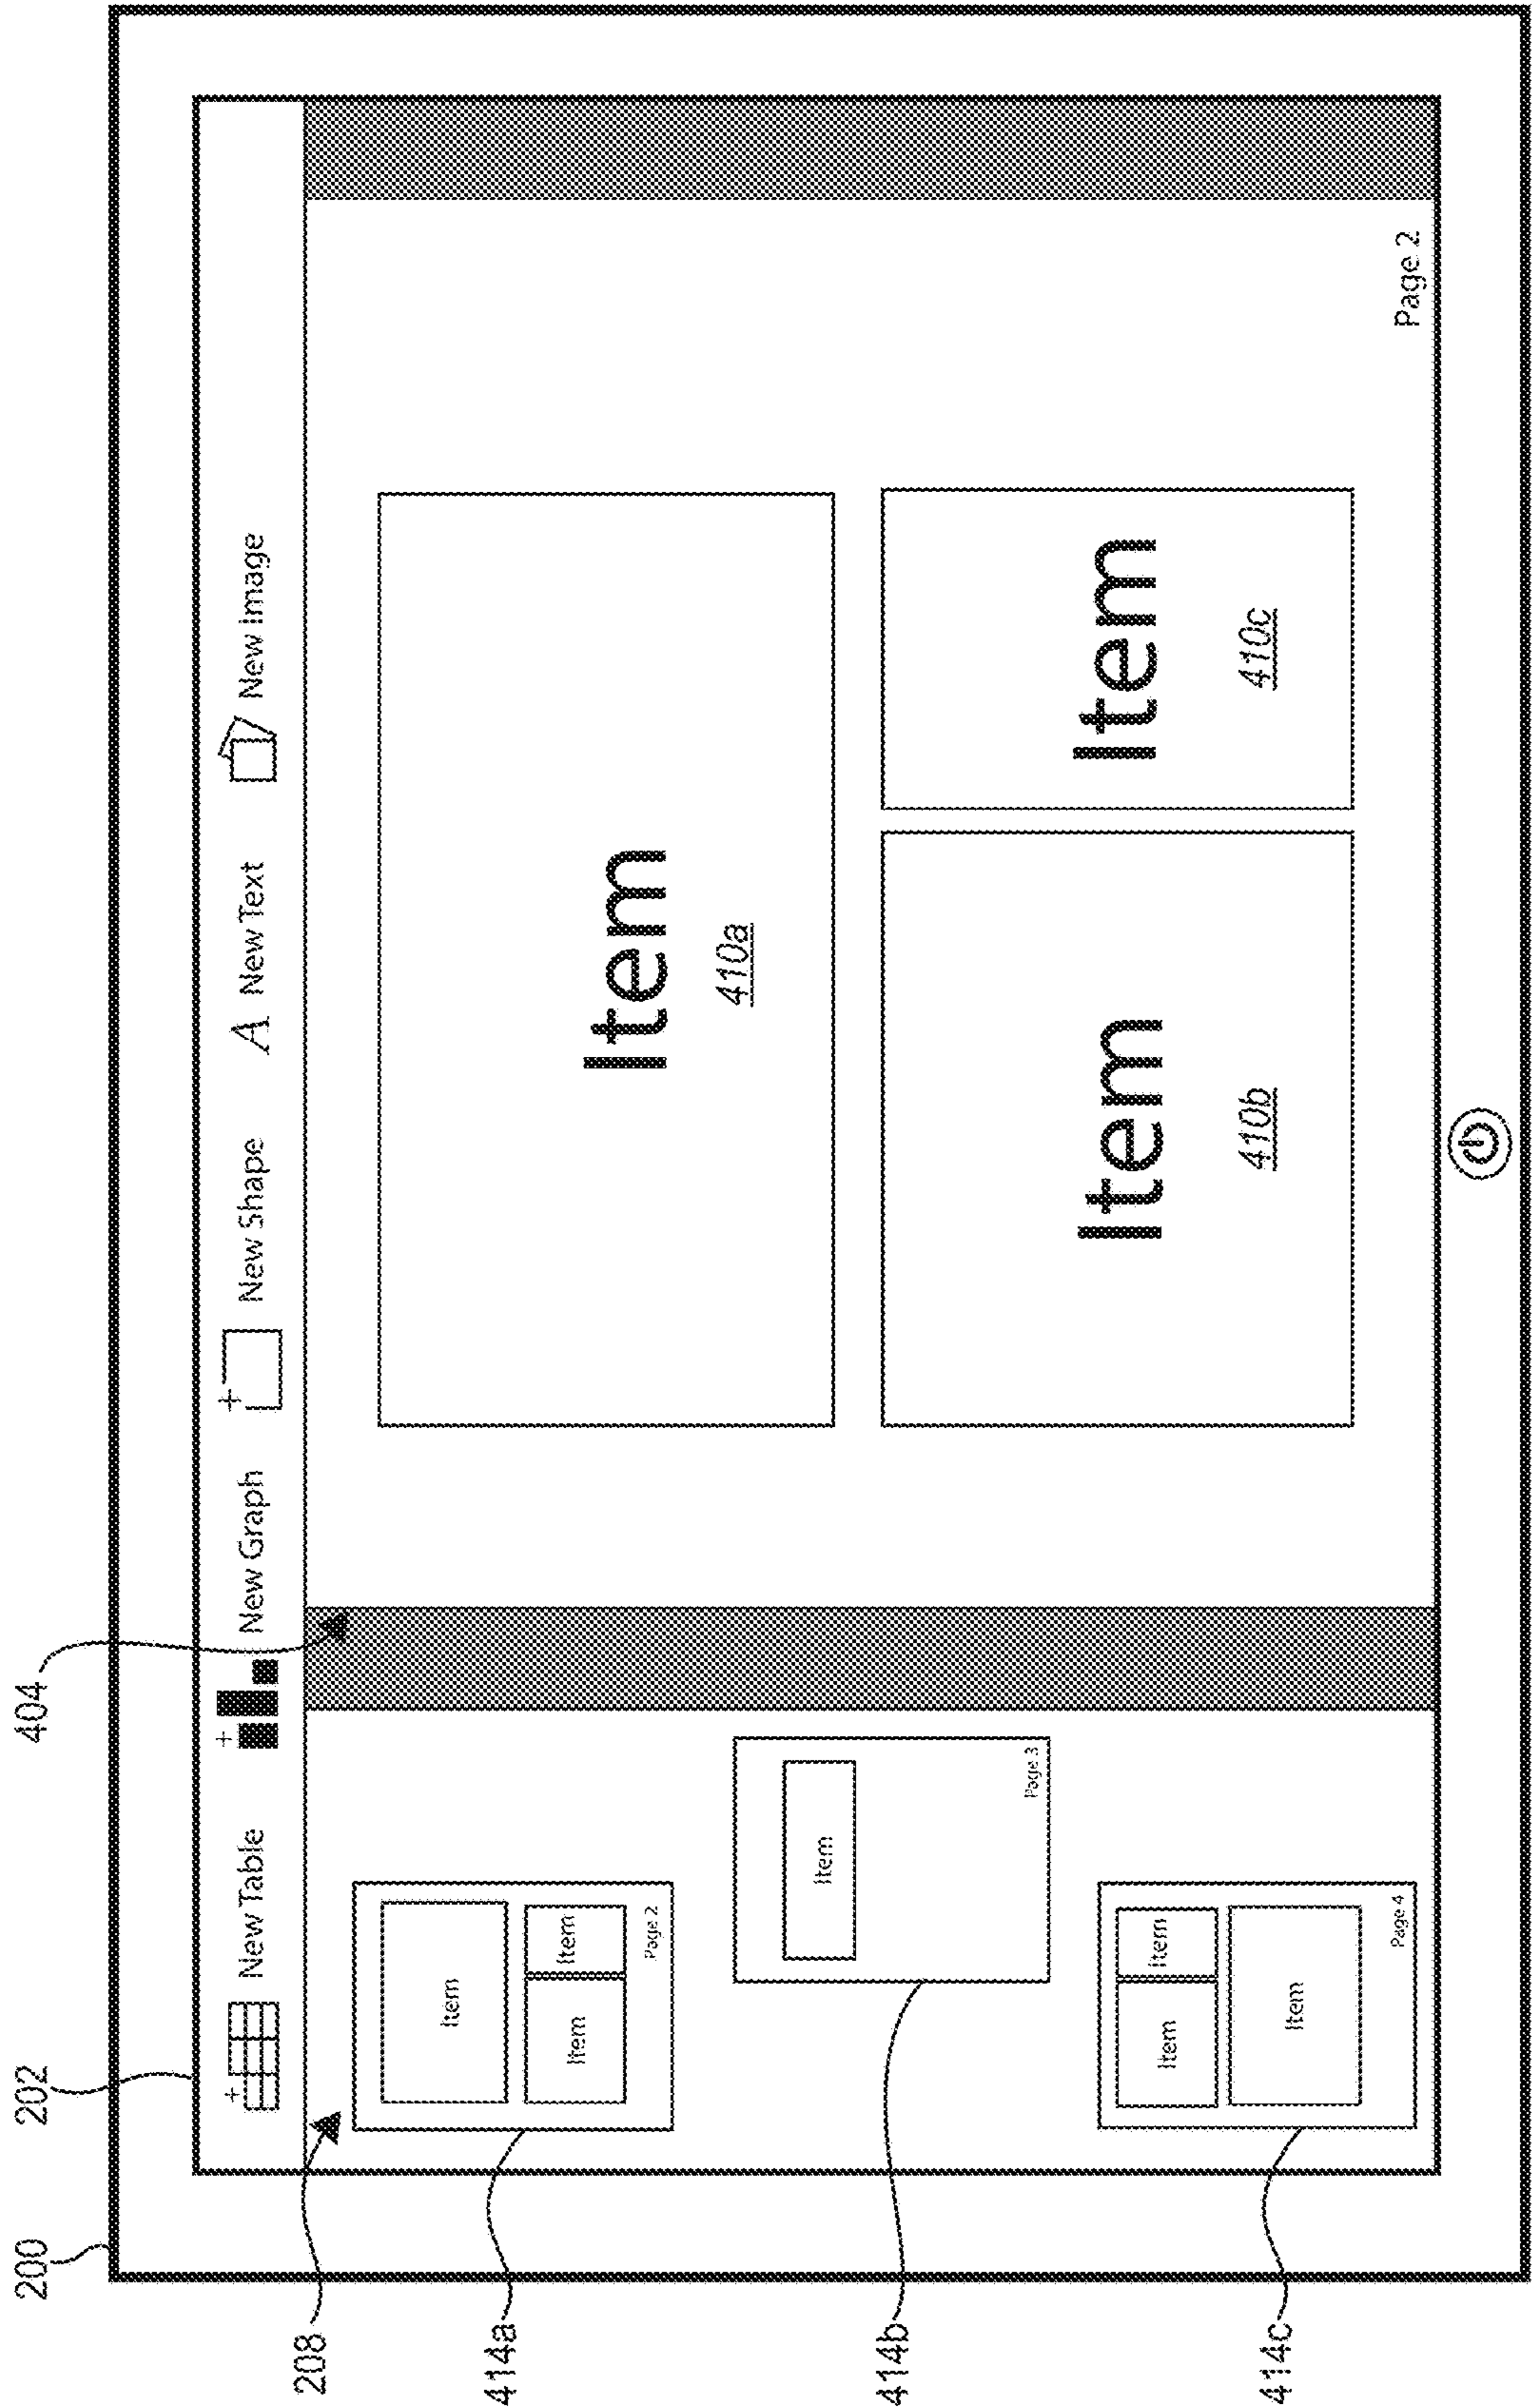 200
202
404
208
New Table
New Graph
New Shape
A New Text
New Image
414a
Item
Item
Item
Page 2
414b
Item
Page 3
414c
Item
Item
Item
Page 4
Item
410a
Item
410b
Item
410c
Page 2